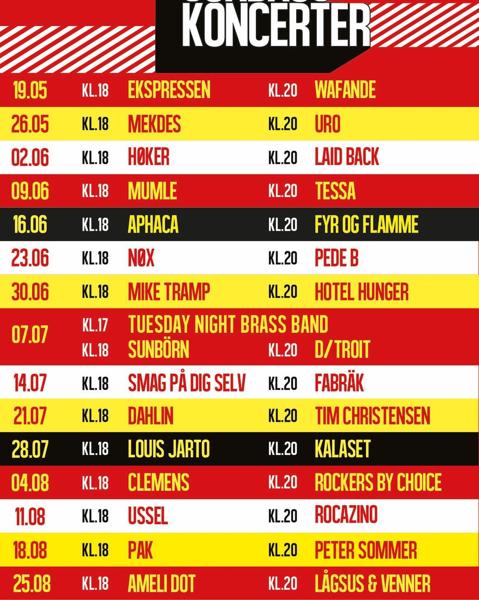 KONCERTER
19.05 KL.18 EKSPRESSEN KL.20 WAFANDE
26.05 KL.18 MEKDES KL.20 URO
02.06 KL.18 HØKER KL.20 LAID BACK
09.06 KL.18 MUMLE KL.20 TESSA
16.06 KL.18 APHACA KL.20 FYR OG FLAMME
23.06 KL.18 NØX KL.20 PEDE B
30.06 KL.18 MIKE TRAMP KL.20 HOTEL HUNGER
07.07 KL.17 TUESDAY NIGHT BRASS BAND
KL.18 SUNBÖRN KL.20 D/TROIT
14.07 KL.18 SMAG PÅ DIG SELV KL.20 FABRÄK
21.07 KL.18 DAHLIN KL.20 TIM CHRISTENSEN
28.07 KL.18 LOUIS JARTO KL.20 KALASET
04.08 KL.18 CLEMENS KL.20 ROCKERS BY CHOICE
11.08 KL.18 USSEL KL.20 ROCAZINO
18.08 KL.18 PAK KL.20 PETER SOMMER
25.08 KL.18 AMELI DOT KL.20 LÅGSUS & VENNER